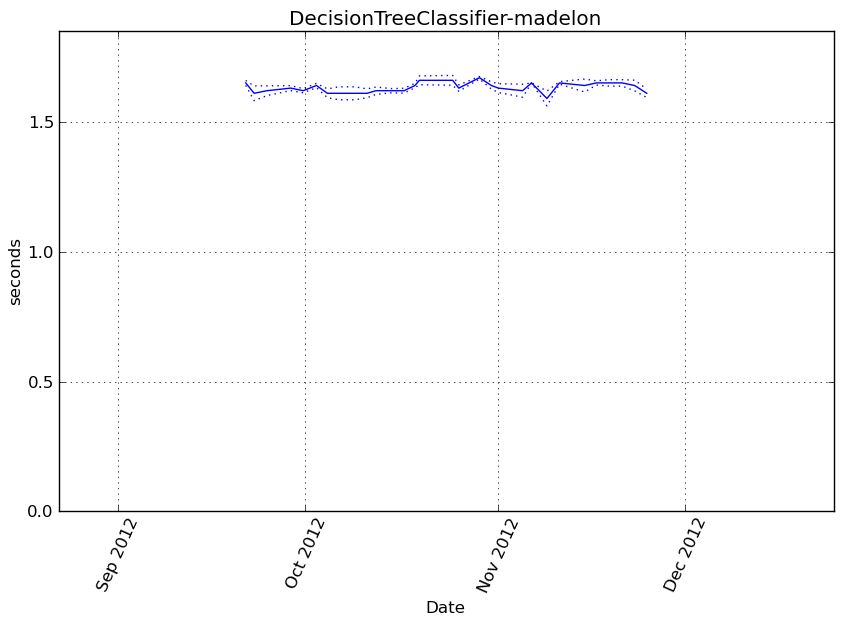 DecisionTreeClassifier-madelon
1.5
1.0
seconds
0.5
0.0
Sep 2012
Oct 2012
Nov 2012
Dec 2012
Date